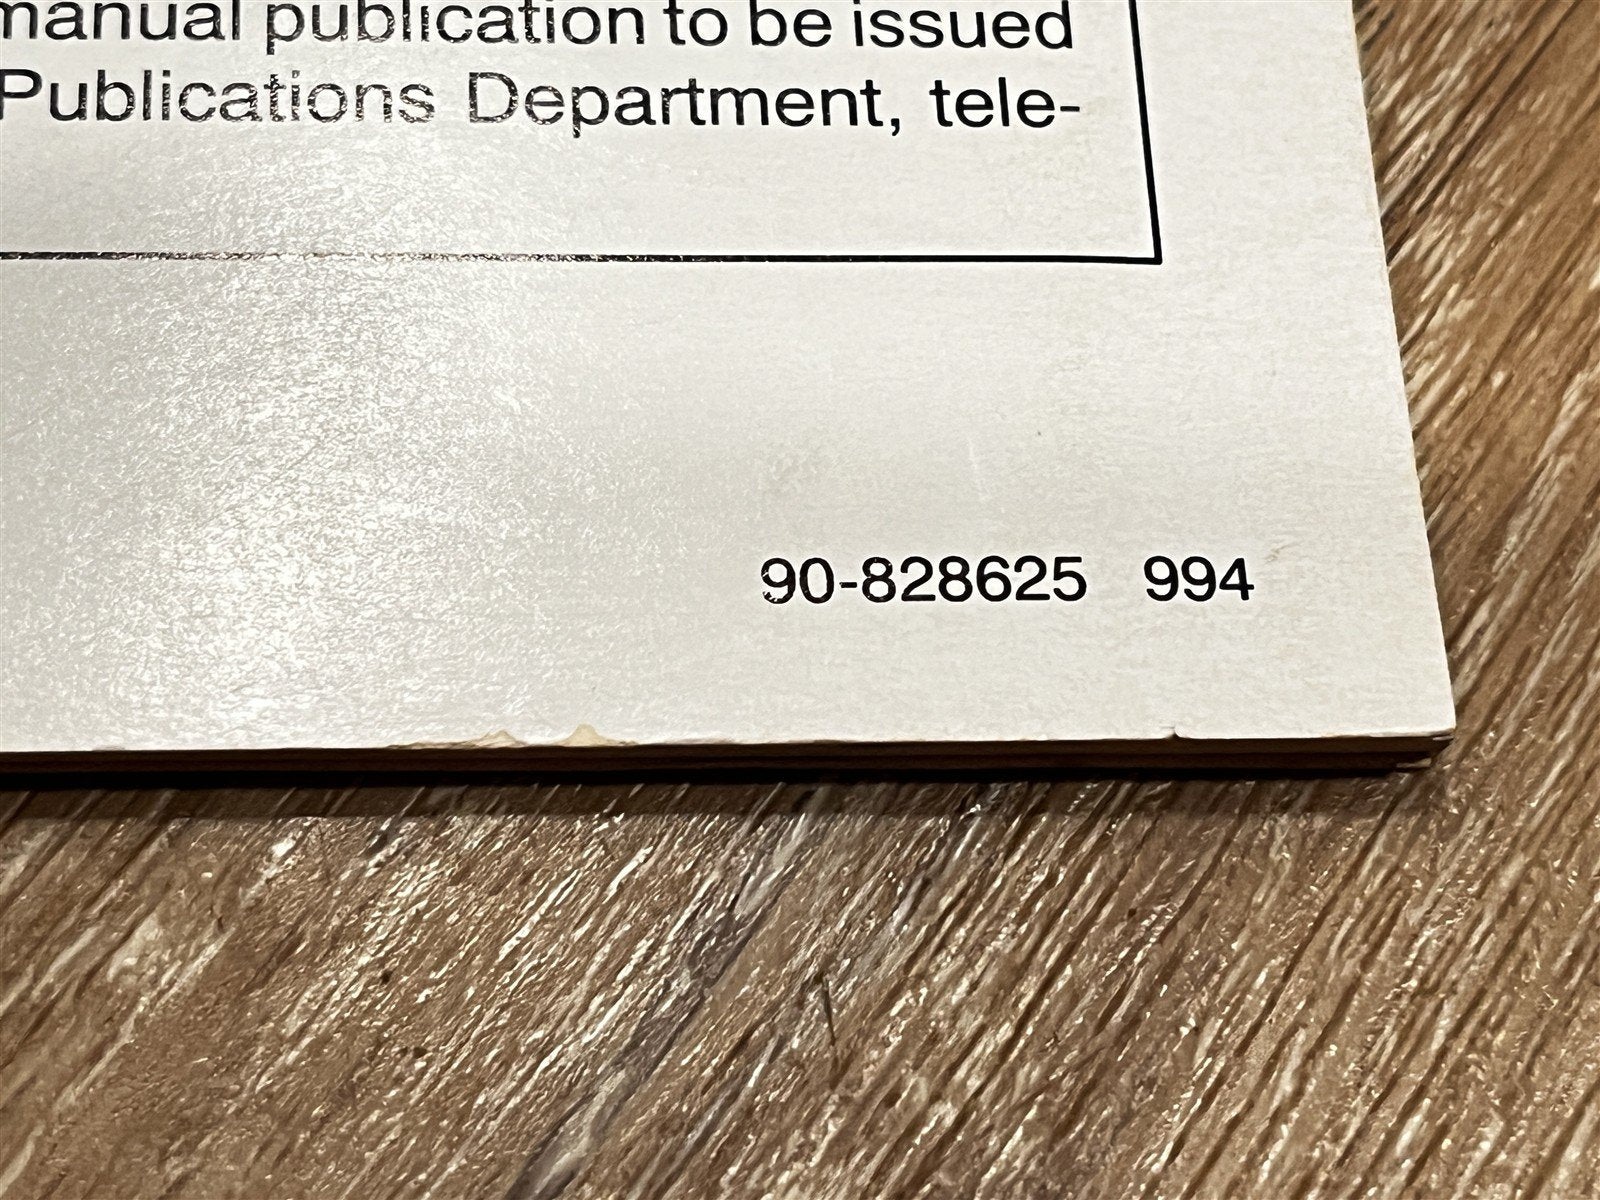 manual publication to be issued
Publications Department, tele-
90-828625 994